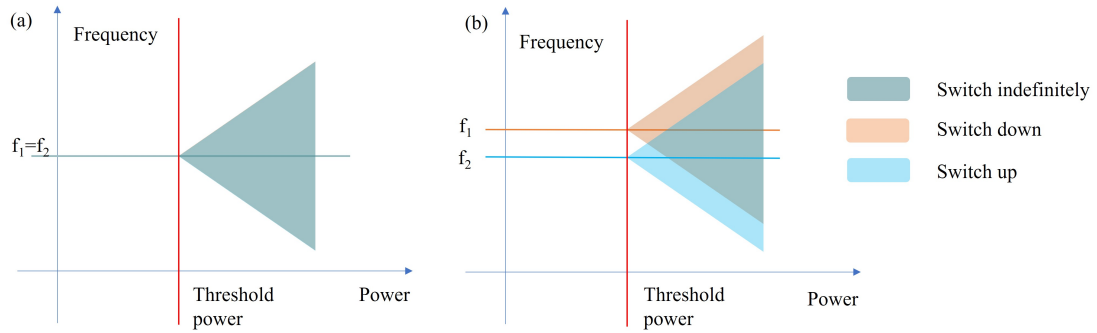 (a)
Frequency
f₁=f₂
Threshold
power
Power
(b)
Frequency
f₁
f₂
Threshold
power
Power
Switch indefinitely
Switch down
Switch up